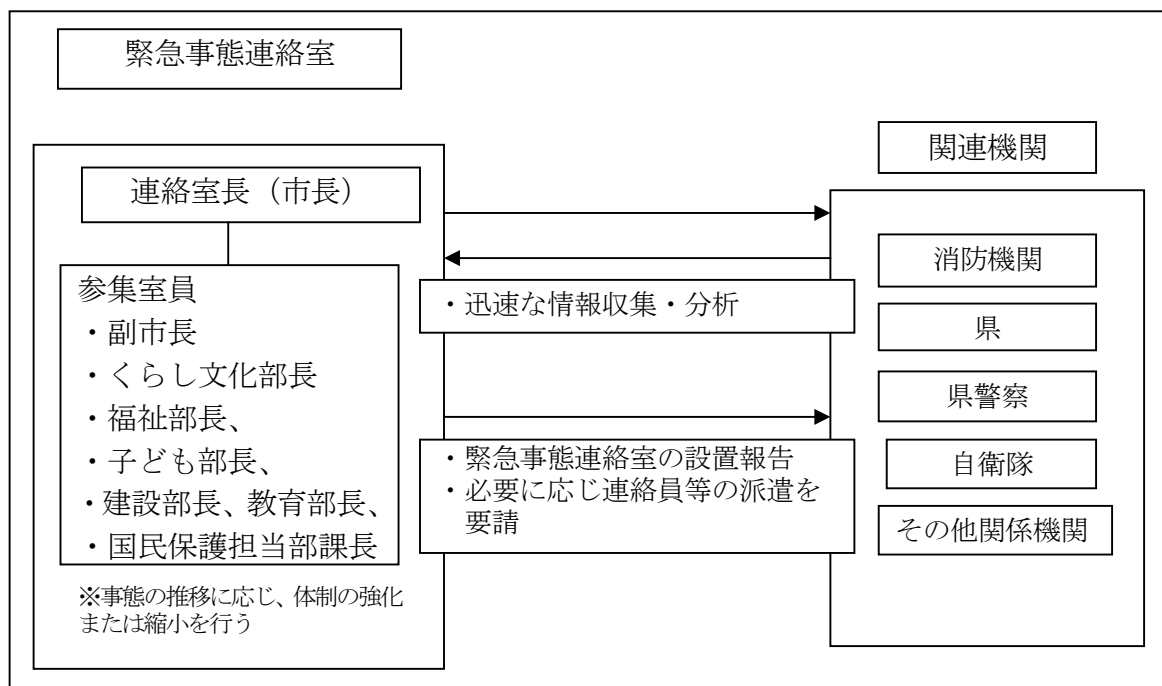 緊急事態連絡室
連絡室長（市長）
参集室員
・副市長
・くらし文化部長
・福祉部長、
・子ども部長、
・建設部長、教育部長、
・国民保護担当部課長
※事態の推移に応じ、体制の強化
または縮小を行う
・迅速な情報収集・分析
・緊急事態連絡室の設置報告
・必要に応じ連絡員等の派遣を
要請
関連機関
消防機関
県
県警察
自衛隊
その他関係機関